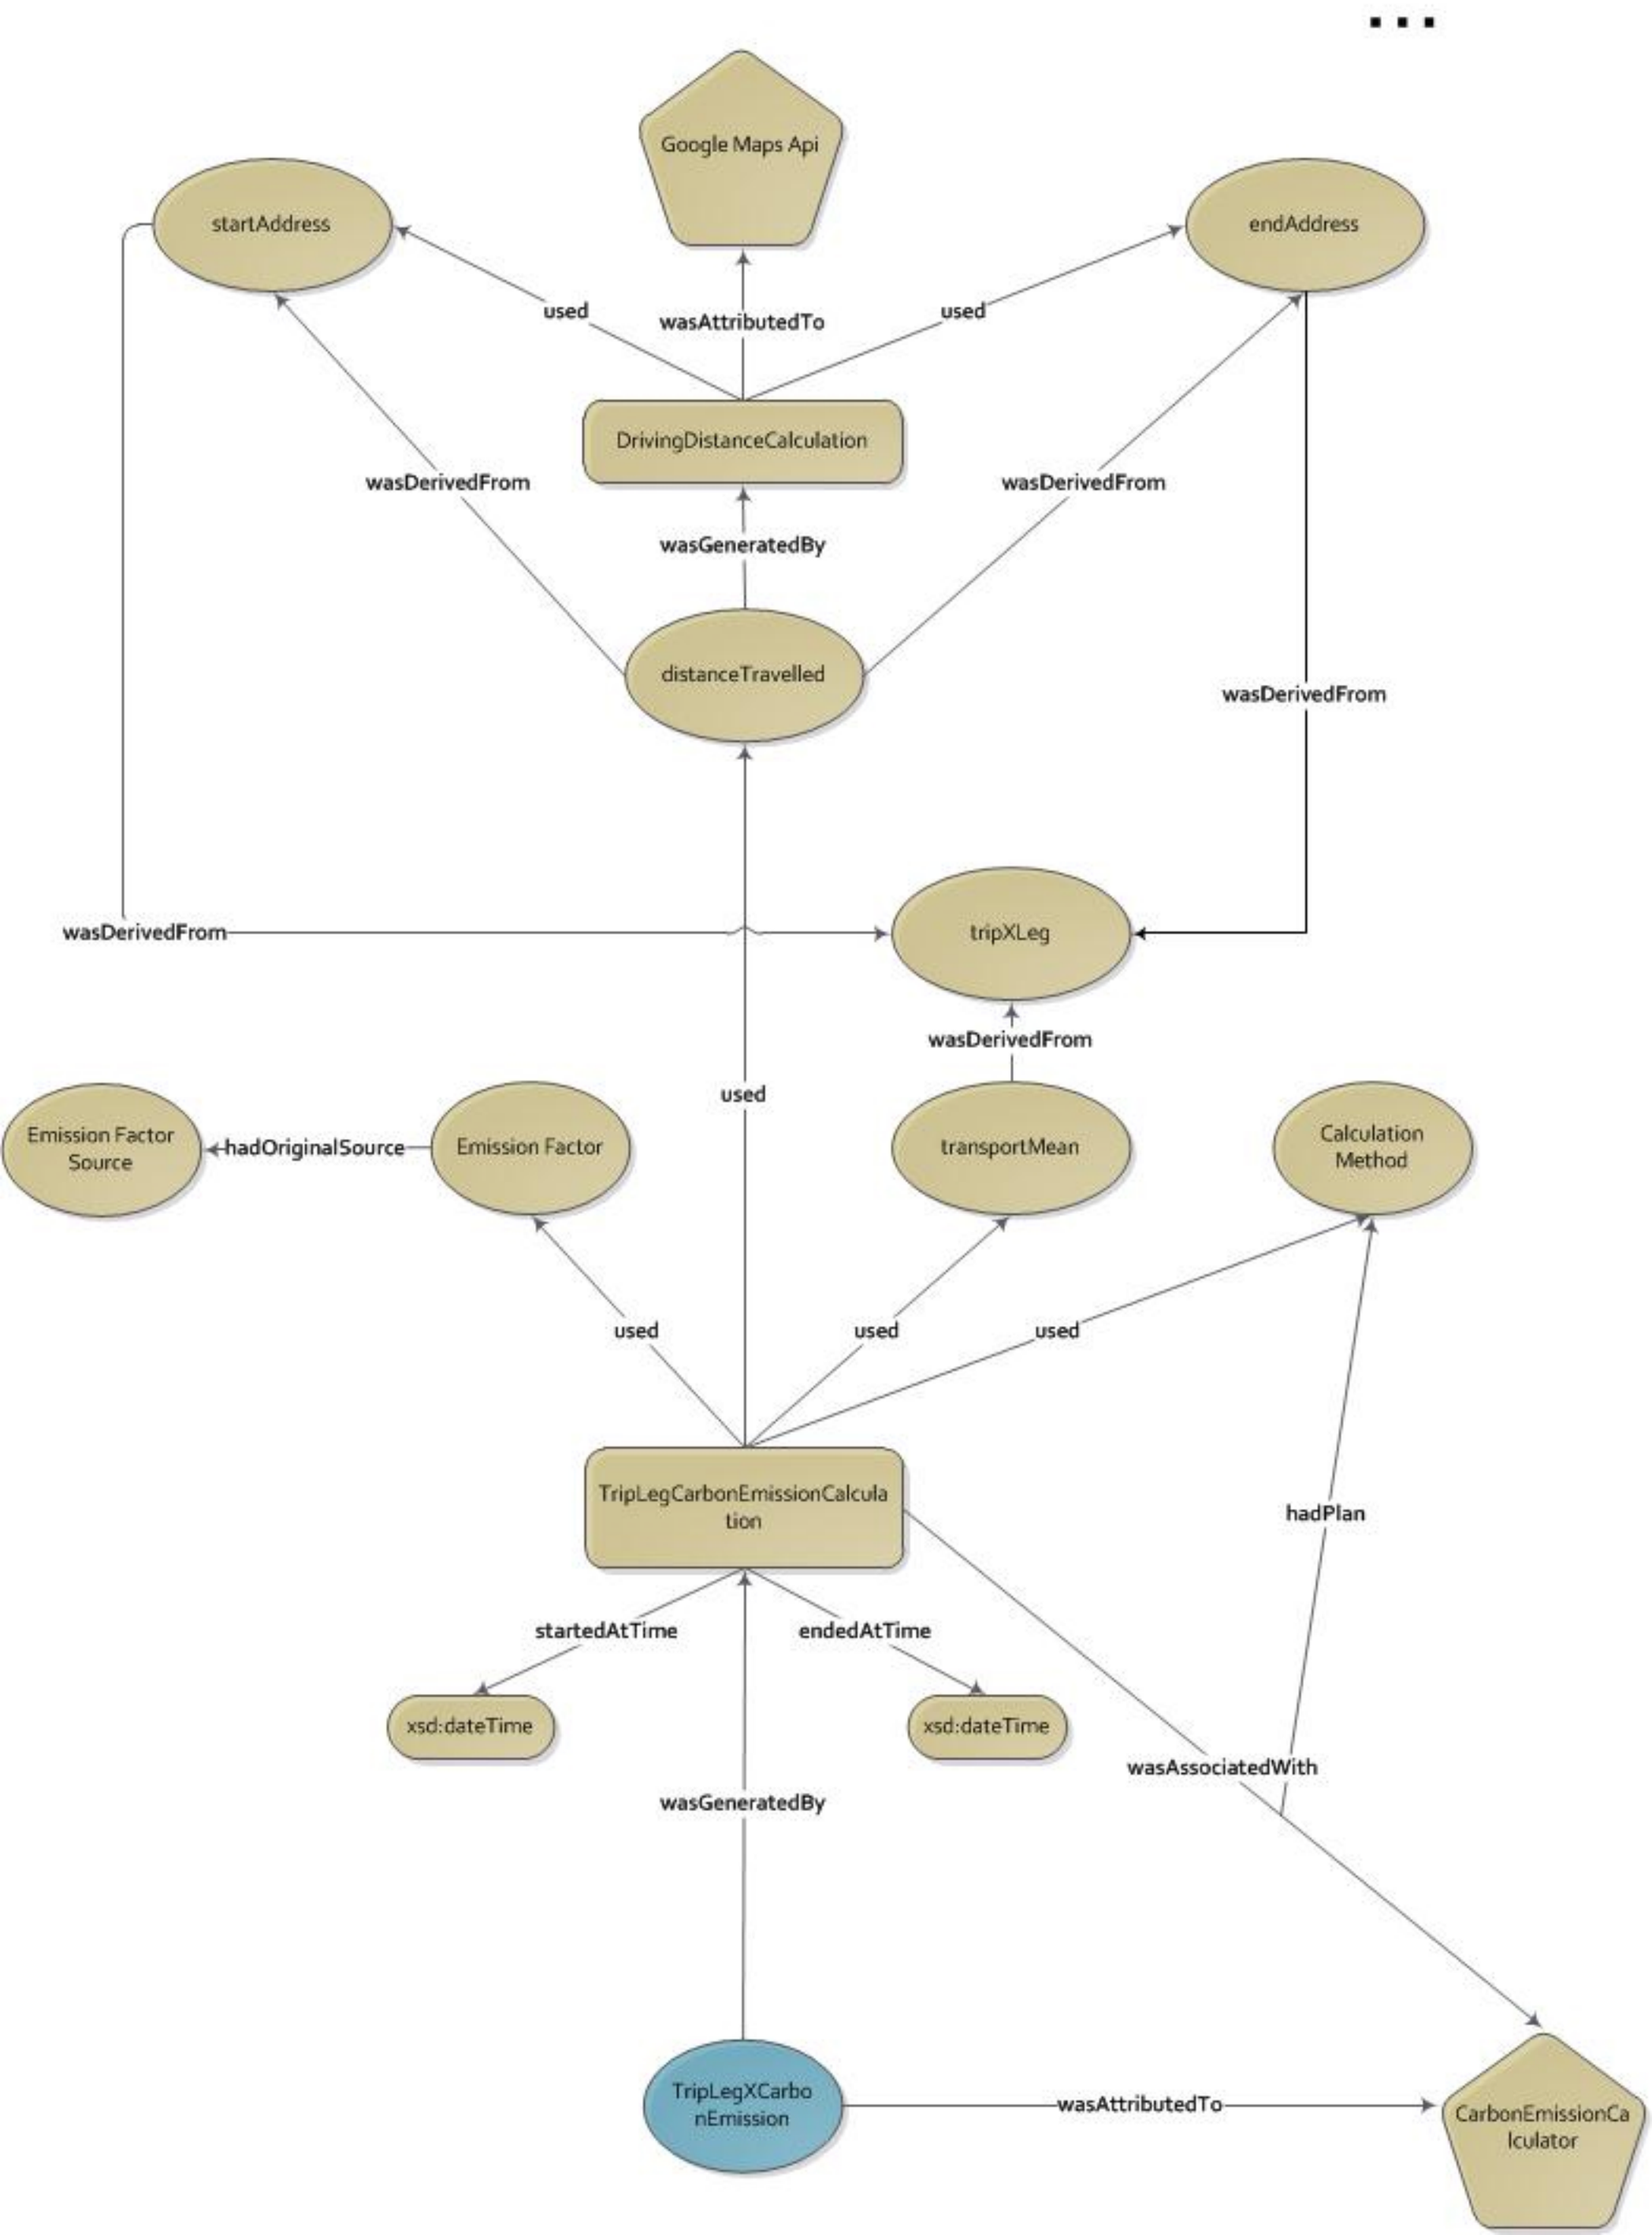 ...
Google Maps Api
startAddress
endAddress
used
wasAttributedTo
used
DrivingDistanceCalculation
wasDerivedFrom
wasDerivedFrom
wasGeneratedBy
distanceTravelled
wasDerivedFrom
wasDerivedFrom
tripXLeg
wasDerivedFrom
used
Emission Factor
Source
hadOriginalSource
Emission Factor
transportMean
Calculation
Method
used
used
used
TripLegCarbonEmissionCalcula
tion
hadPlan
startedAtTime
endedAtTime
xsd:dateTime
xsd:dateTime
wasAssociatedWith
wasGeneratedBy
TripLegXCarbo
nEmission
wasAttributedTo
CarbonEmissionCa
lculator